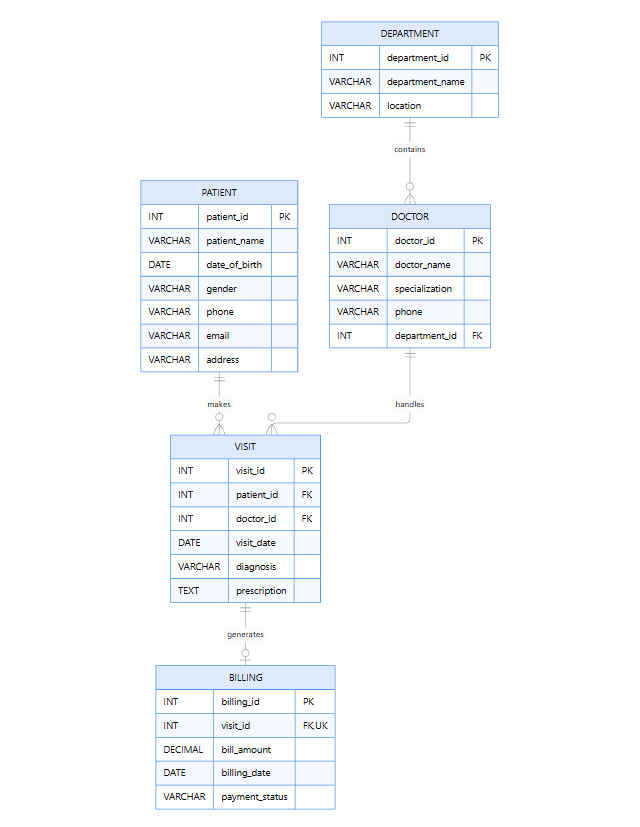 DEPARTMENT
INT department_id PK
VARCHAR department_name
VARCHAR location
contains
PATIENT
INT patient_id PK
VARCHAR patient_name
DATE date_of_birth
VARCHAR gender
VARCHAR phone
VARCHAR email
VARCHAR address
DOCTOR
INT doctor_id PK
VARCHAR doctor_name
VARCHAR specialization
VARCHAR phone
INT department_id FK
makes
handles
VISIT
INT visit_id PK
INT patient_id FK
INT doctor_id FK
DATE visit_date
VARCHAR diagnosis
TEXT prescription
generates
BILLING
INT billing_id PK
INT visit_id FK,UK
DECIMAL bill_amount
DATE billing_date
VARCHAR payment_status